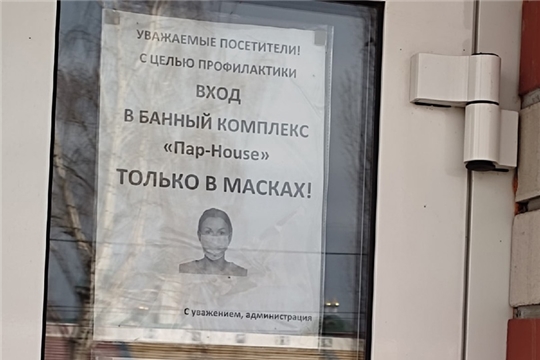 УВАЖАЕМЫЕ ПОСЕТИТЕЛИ!
С ЦЕЛЬЮ ПРОФИЛАКТИКИ
ВХОД
В БАННЫЙ КОМПЛЕКС
«Пар-House»
ТОЛЬКО В МАСКАХ!
С уважением, администрация